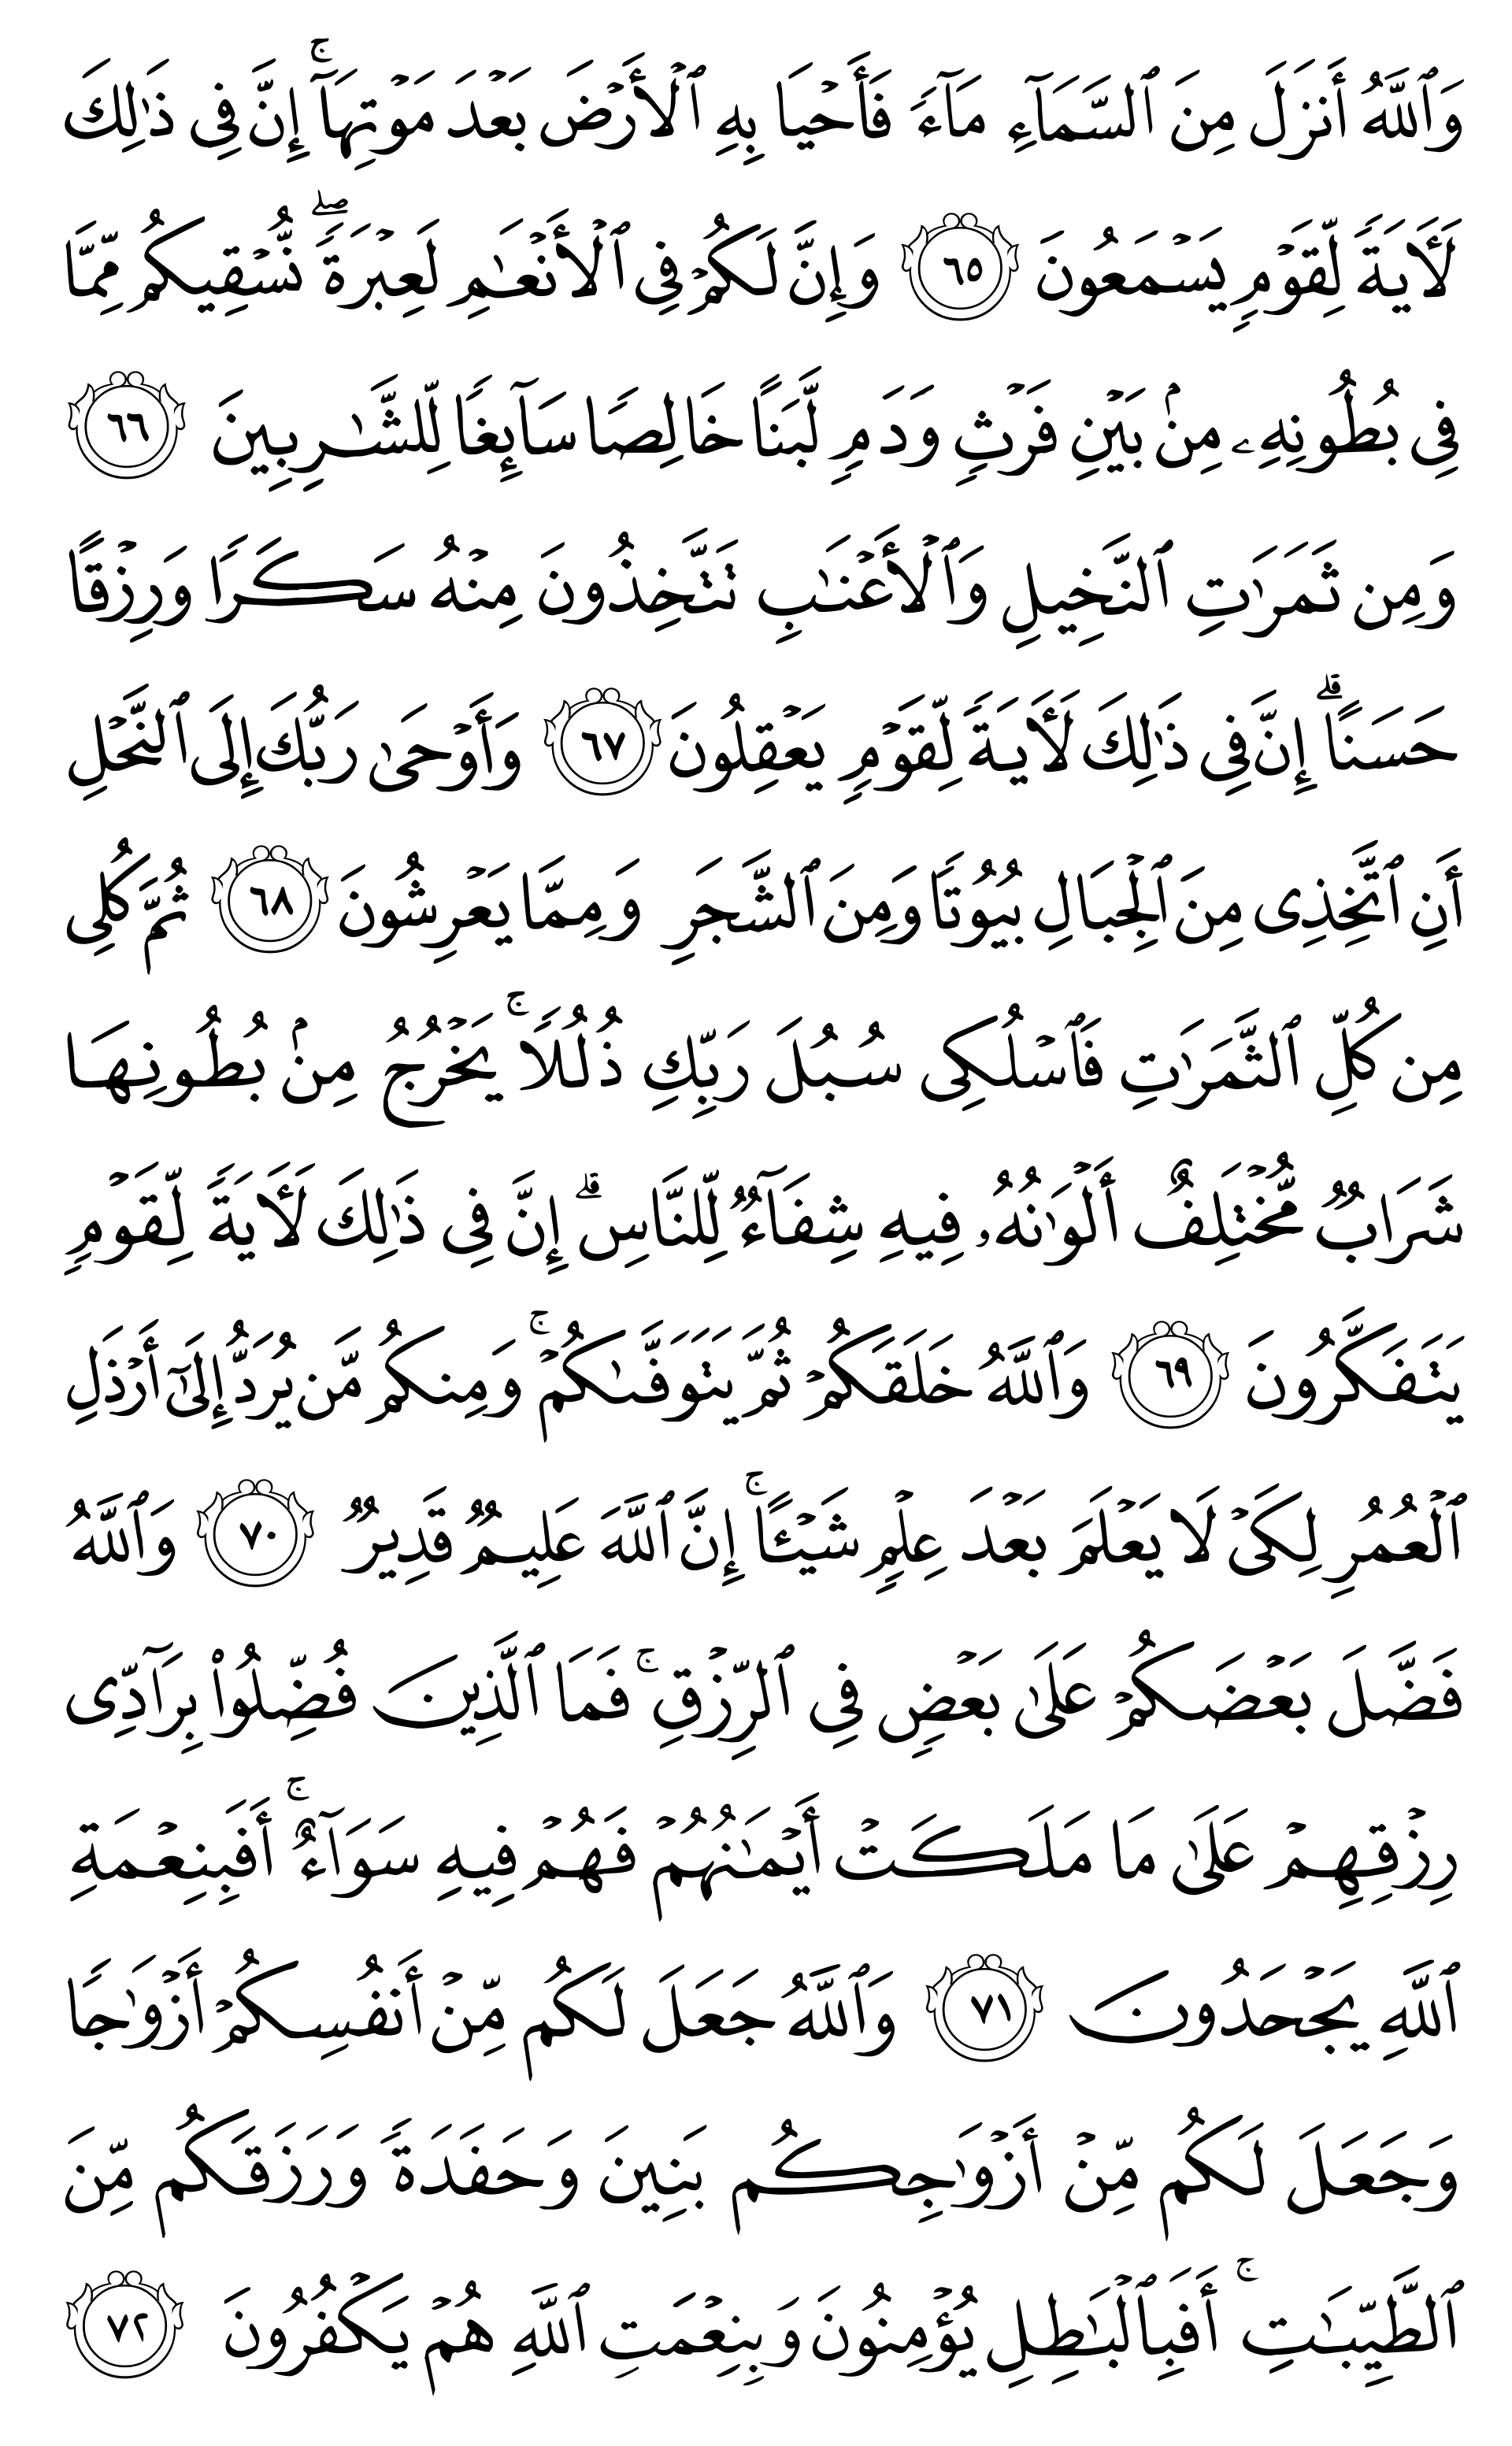 وَٱللَّهُ أَنزَلَ مِنَ ٱلسَّمَآءِ مَآءً فَأَحۡيَا بِهِ ٱلۡأَرۡضَ بَعۡدَ مَوۡتِهَآۚ إِنَّ فِى ذَٰلِكَ
لَأٓيَةً لِّقَوۡمٍ يَسۡمَعُونَ ٦٥ وَإِنَّ لَكُمۡ فِى ٱلۡأَنۡعَٰمِ لَعِبۡرَةًۖ نُّسۡقِيكُم مِّمَّا
فِى بُطُونِهِۦ مِنۢ بَيۡنِ فَرۡثٍ وَدَمٍ لَّبَنًا خَالِصًا سَآئِغًا لِّلشَّٰرِبِينَ ٦٦
وَمِن ثَمَرَٰتِ ٱلنَّخِيلِ وَٱلۡأَعۡنَٰبِ تَتَّخِذُونَ مِنۡهُ سَكَرًا وَرِزۡقًا
حَسَنًاۗ إِنَّ فِى ذَٰلِكَ لَأٓيَةً لِّقَوۡمٍ يَعۡقِلُونَ ٦٧ وَأَوۡحَىٰ رَبُّكَ إِلَى ٱلنَّحۡلِ
أَنِ ٱتَّخِذِى مِنَ ٱلۡجِبَالِ بُيُوتًا وَمِنَ ٱلشَّجَرِ وَمِمَّا يَعۡرِشُونَ ٦٨ ثُمَّ كُلِى
مِن كُلِّ ٱلثَّمَرَٰتِ فَٱسۡلُكِى سُبُلَ رَبِّكِ ذُلُلًاۚ يَخۡرُجُ مِنۢ بُطُونِهَا
شَرَابٌ مُّخۡتَلِفٌ أَلۡوَٰنُهُۥ فِيهِ شِفَآءٌ لِّلنَّاسِۗ إِنَّ فِى ذَٰلِكَ لَأٓيَةً لِّقَوۡمٍ
يَتَفَكَّرُونَ ٦٩ وَٱللَّهُ خَلَقَكُمۡ ثُمَّ يَتَوَفَّىٰكُمۡۚ وَمِنكُم مَّن يُرَدُّ إِلَىٰٓ أَرۡذَلِ
ٱلۡعُمُرِ لِكَىۡ لَا يَعۡلَمَ بَعۡدَ عِلۡمٍ شَيۡـًٔاۚ إِنَّ ٱللَّهَ عَلِيمٌ قَدِيرٌ ٧٠ وَٱللَّهُ
فَضَّلَ بَعۡضَكُمۡ عَلَىٰ بَعۡضٍ فِى ٱلرِّزۡقِۚ فَمَا ٱلَّذِينَ فُضِّلُوا۟ بِرَآدِّى
رِزۡقِهِمۡ عَلَىٰ مَا مَلَكَتۡ أَيۡمَٰنُهُمۡ فَهُمۡ فِيهِ سَوَآءٌۚ أَفَبِنِعۡمَةِ
ٱللَّهِ يَجۡحَدُونَ ٧١ وَٱللَّهُ جَعَلَ لَكُم مِّنۡ أَنفُسِكُمۡ أَزۡوَٰجًا
وَجَعَلَ لَكُم مِّنۡ أَزۡوَٰجِكُم بَنِينَ وَحَفَدَةً وَرَزَقَكُم مِّنَ
ٱلطَّيِّبَٰتِۚ أَفَبِٱلۡبَٰطِلِ يُؤۡمِنُونَ وَبِنِعۡمَتِ ٱللَّهِ هُمۡ يَكۡفُرُونَ ٧٢